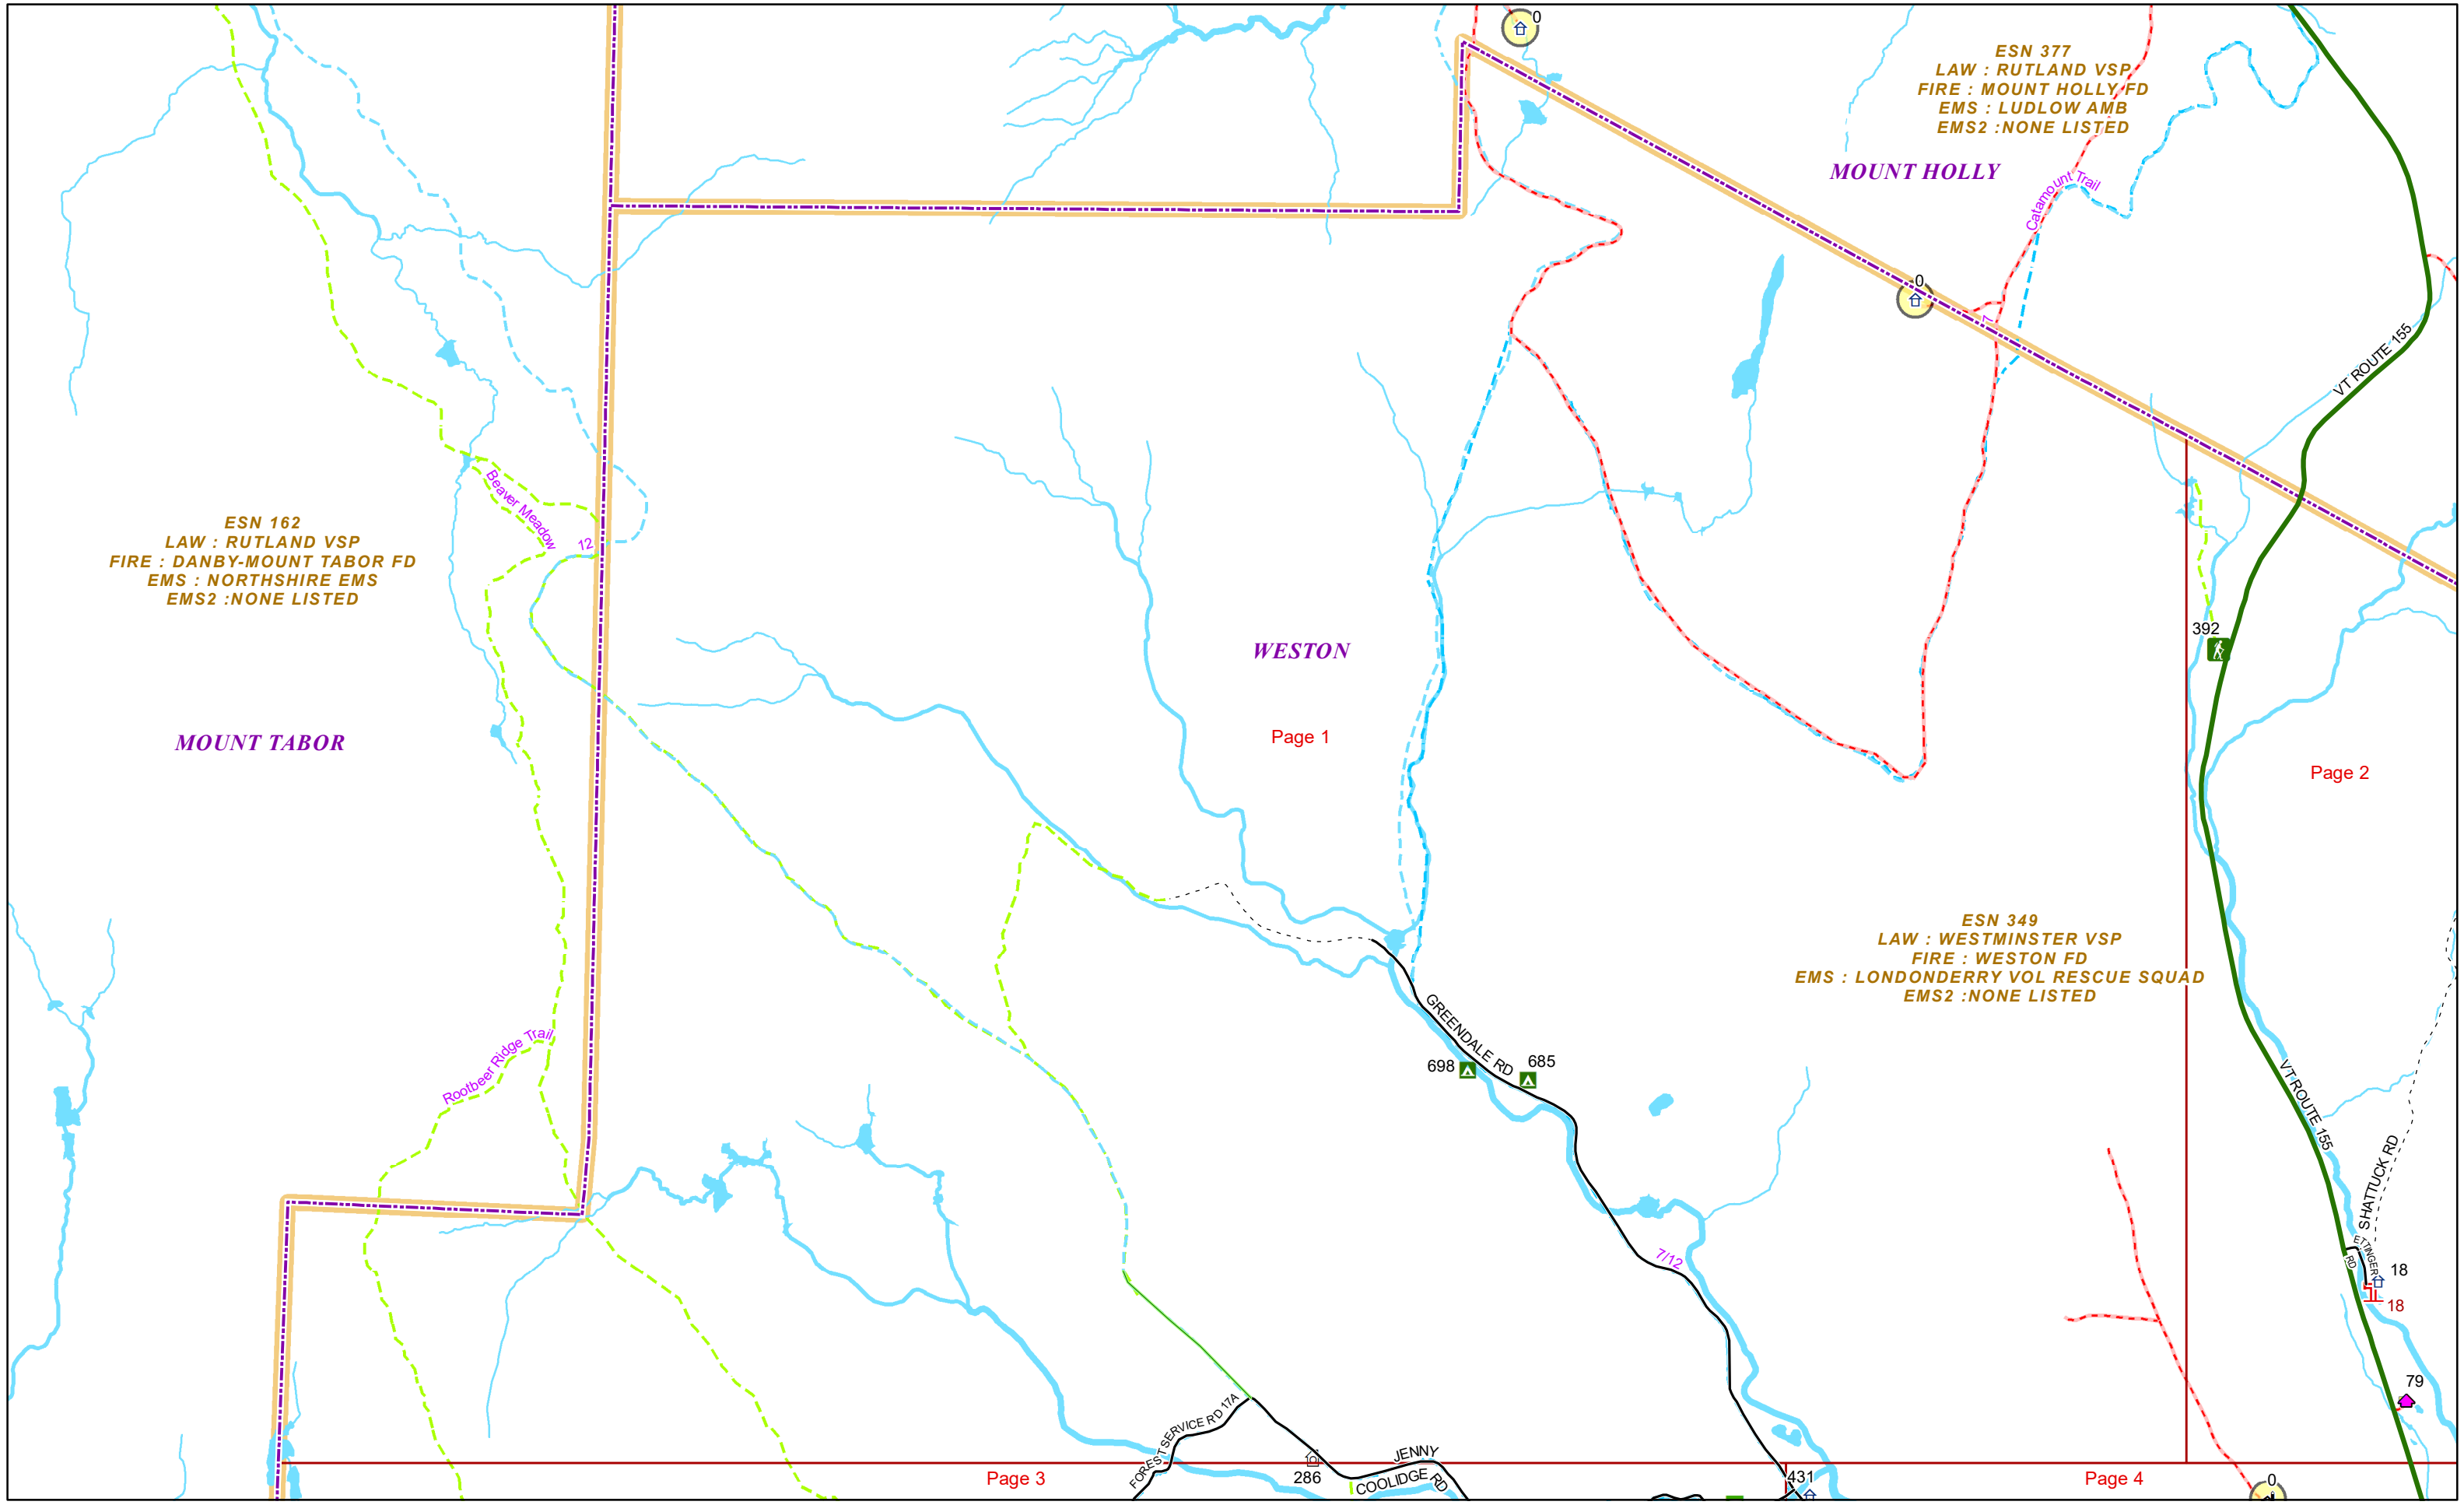 0
ESN 377
LAW : RUTLAND VSP
FIRE : MOUNT HOLLY FD
EMS : LUDLOW AMB
EMS2 :NONE LISTED
MOUNT HOLLY
Catamount Trail
0
7
VT ROUTE 155
Beaver Meadow
12
ESN 162
LAW : RUTLAND VSP
FIRE : DANBY-MOUNT TABOR FD
EMS : NORTHSHIRE EMS
EMS2 :NONE LISTED
392
WESTON
MOUNT TABOR
Page 1
Page 2
ESN 349
LAW : WESTMINSTER VSP
FIRE : WESTON FD
EMS : LONDONDERRY VOL RESCUE SQUAD
EMS2 :NONE LISTED
GREENDALE RD
698
685
Rootbeer Ridge Trail
VT ROUTE 155
SHATTUCK RD
7/12
ETTINGER
RD
18
18
79
FOREST SERVICE RD 17A
JENNY
COOLIDGE RD
286
431
Page 3
Page 4
0